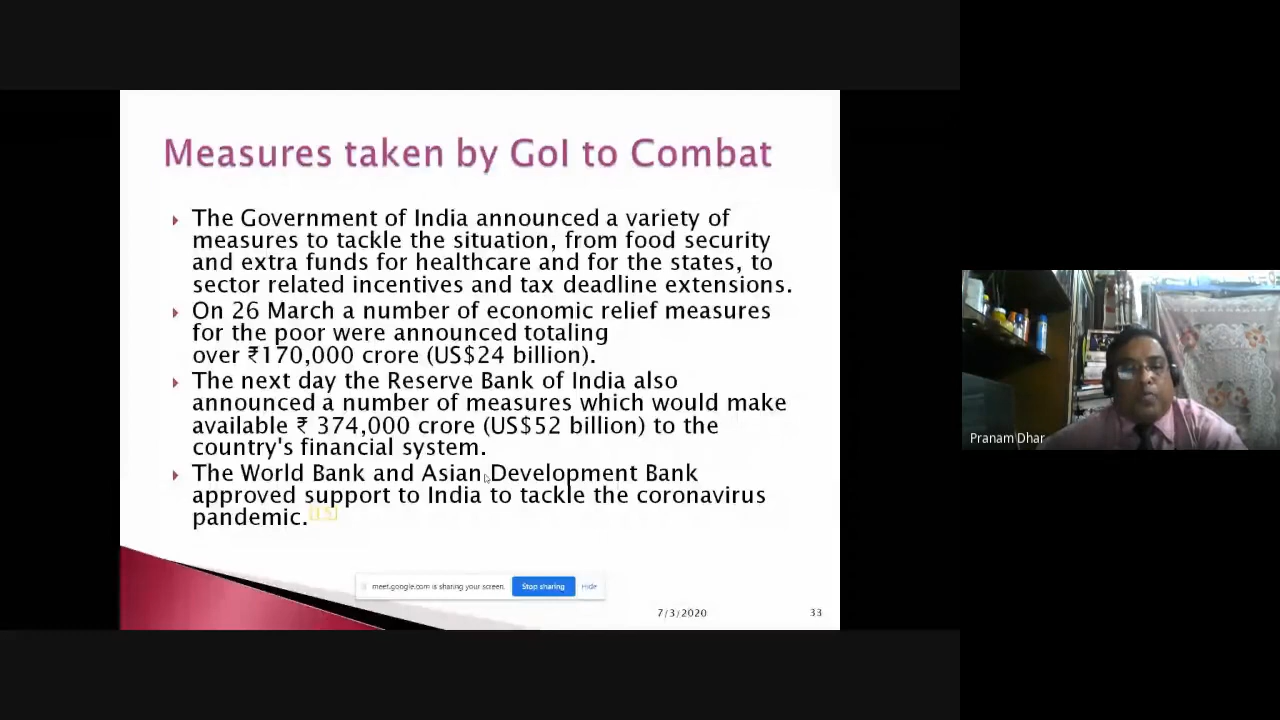 Measures taken by GoI to Combat
The Government of India announced a variety of
measures to tackle the situation, from food security
and extra funds for healthcare and for the states, to
sector related incentives and tax deadline extensions.
On 26 March a number of economic relief measures
for the poor were announced totaling
over ₹170,000 crore (US$24 billion).
The next day the Reserve Bank of India also
announced a number of measures which would make
available ₹ 374,000 crore (US$52 billion) to the
country's financial system.
The World Bank and Asian Development Bank
approved support to India to tackle the coronavirus
pandemic.[15]
meet.google.com is sharing your screen. Stop sharing Hide
7/3/2020 33
Pranam Dhar